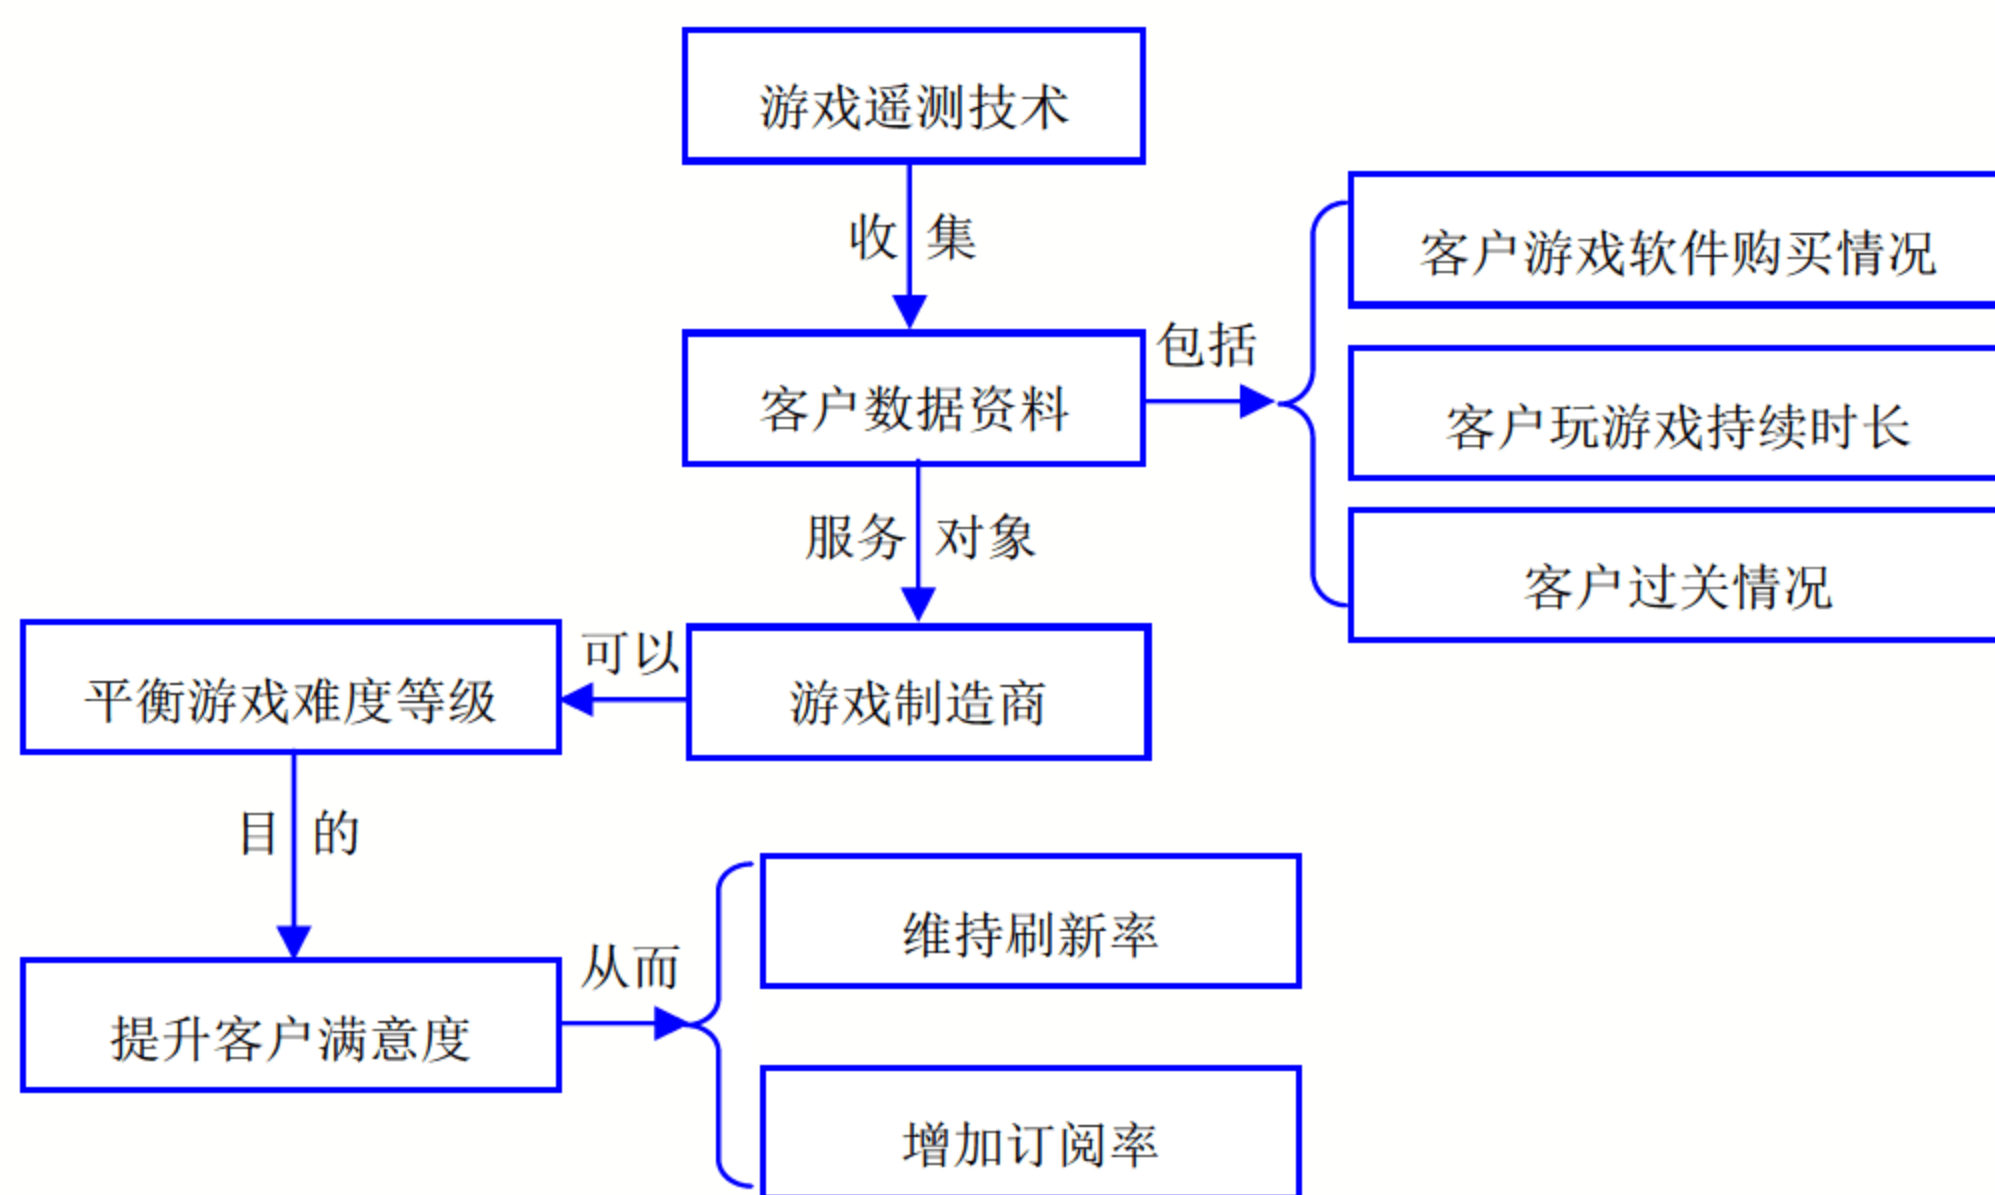 游戏遥测技术
收集
客户游戏软件购买情况
包括
客户数据资料
客户玩游戏持续时长
服务对象
客户过关情况
可以
平衡游戏难度等级
游戏制造商
目的
维持刷新率
从而
提升客户满意度
增加订阅率